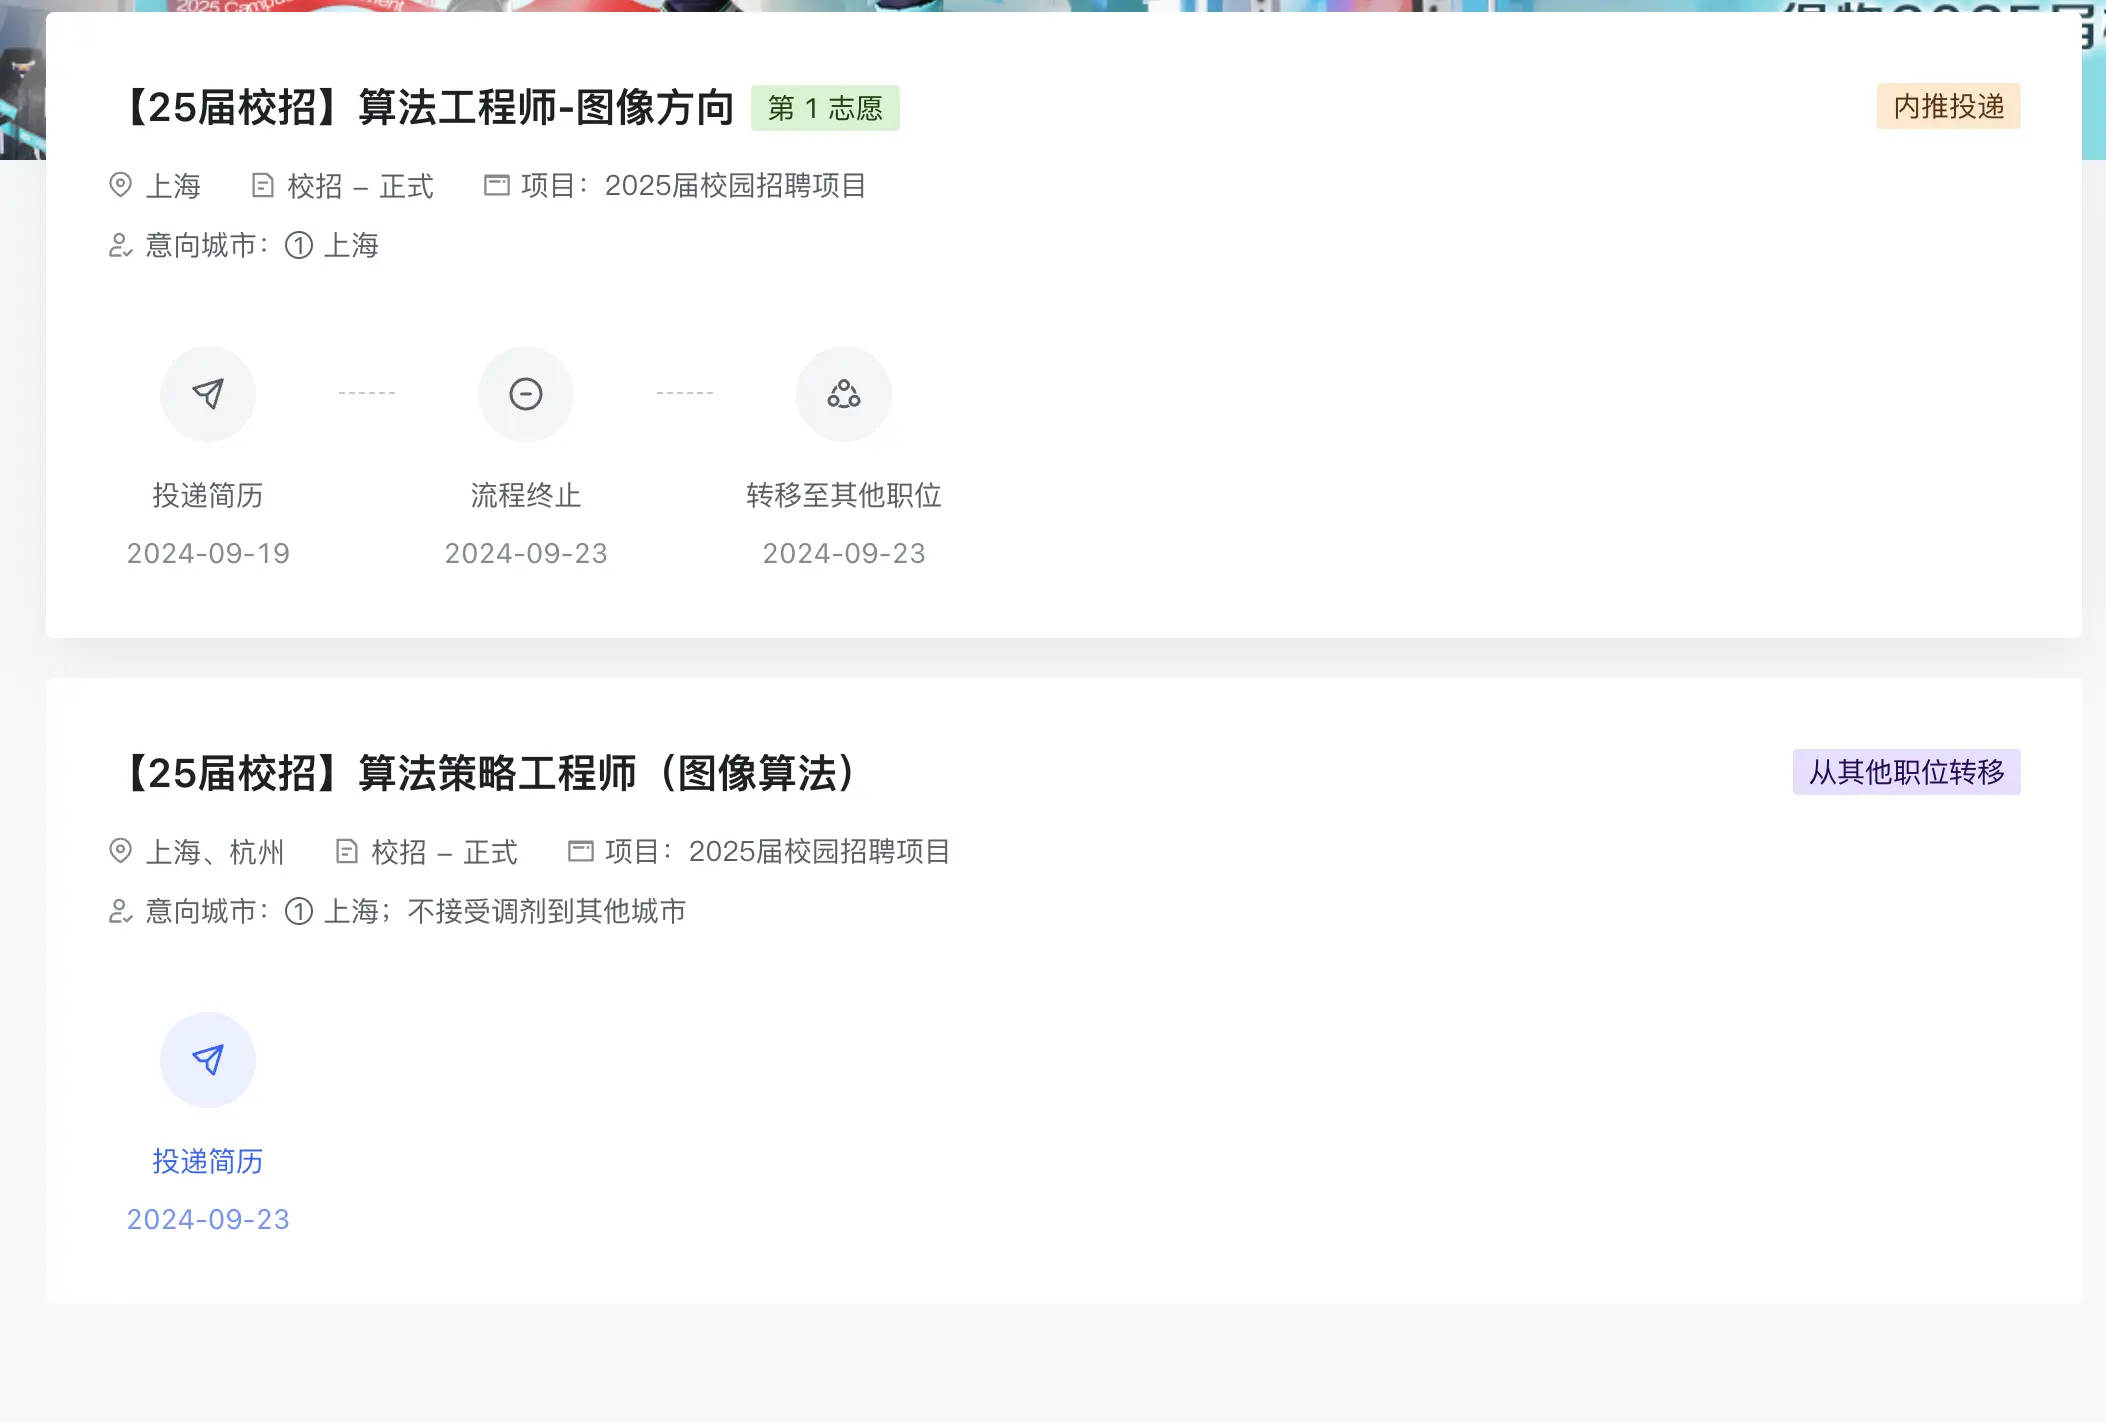 2025 Campus
【25届校招】算法工程师-图像方向 第 1 志愿 内推投递
上海 校招 – 正式 项目：2025届校园招聘项目
意向城市：① 上海
投递简历 流程终止 转移至其他职位
2024-09-19 2024-09-23 2024-09-23
【25届校招】算法策略工程师（图像算法） 从其他职位转移
上海、杭州 校招 – 正式 项目：2025届校园招聘项目
意向城市：① 上海；不接受调剂到其他城市
投递简历
2024-09-23